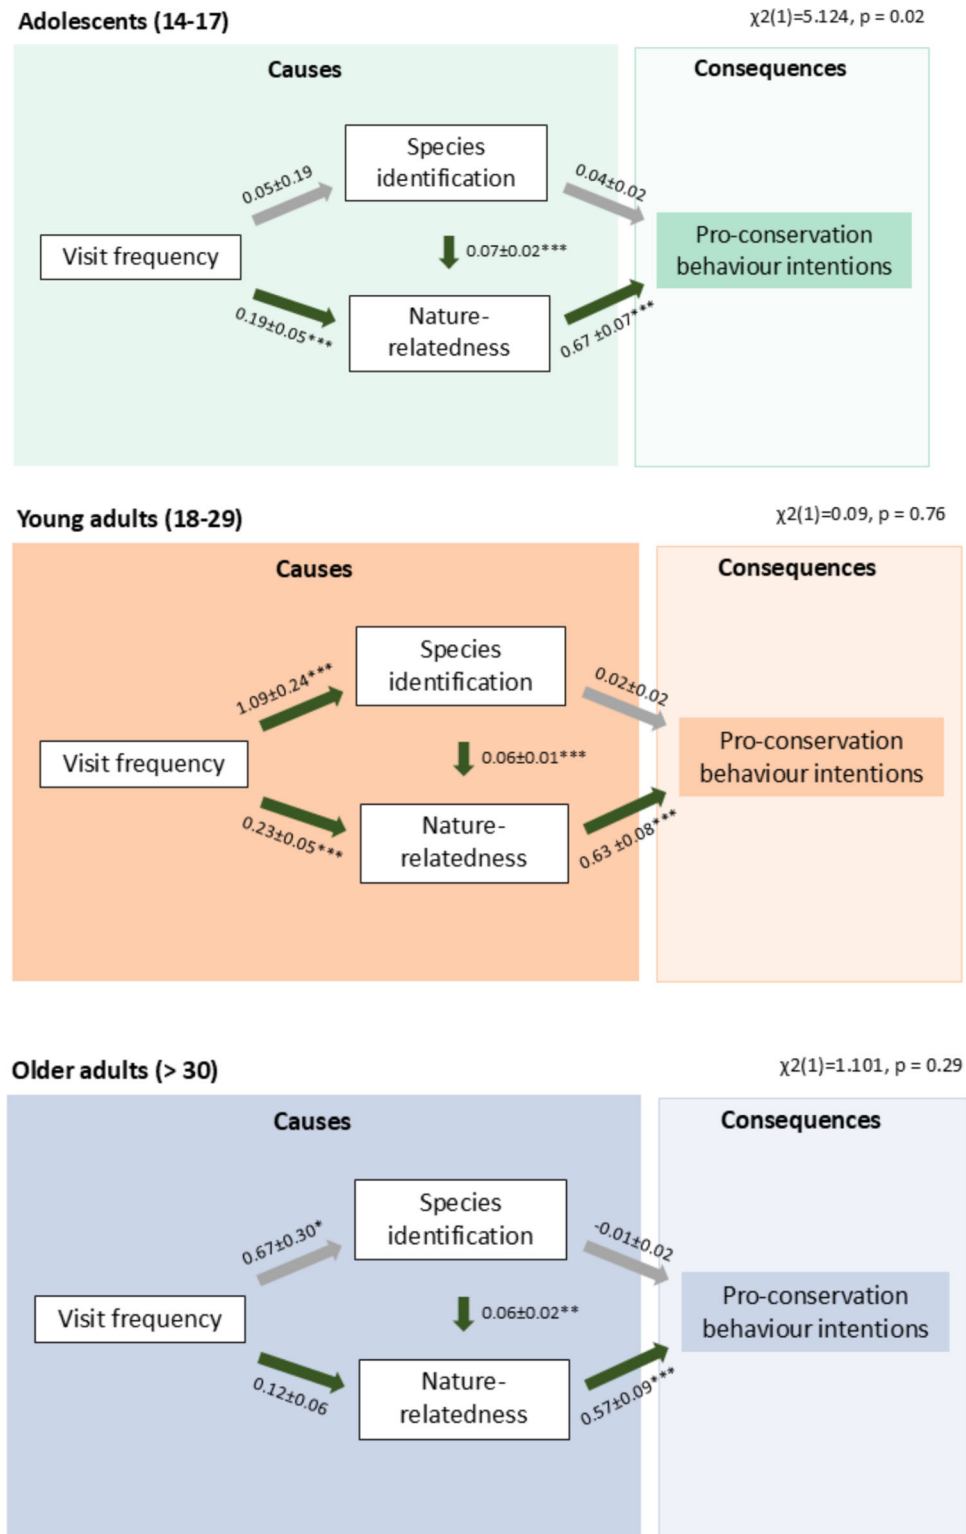 Adolescents (14-17)
χ2(1)=5.124, p = 0.02
Causes
Consequences
Species
identification
0.05±0.19
0.04±0.02
Visit frequency
0.07±0.02***
Pro-conservation
behaviour intentions
0.19±0.05***
Nature-
relatedness
0.67 ±0.07***
Young adults (18-29)
χ2(1)=0.09, p = 0.76
Causes
Consequences
Species
identification
1.09±0.24***
0.02±0.02
Visit frequency
0.06±0.01***
Pro-conservation
behaviour intentions
0.23±0.05***
Nature-
relatedness
0.63 ±0.08***
Older adults (> 30)
χ2(1)=1.101, p = 0.29
Causes
Consequences
Species
identification
0.67±0.30*
-0.01±0.02
Visit frequency
0.06±0.02**
Pro-conservation
behaviour intentions
0.12±0.06
Nature-
relatedness
0.57±0.09***